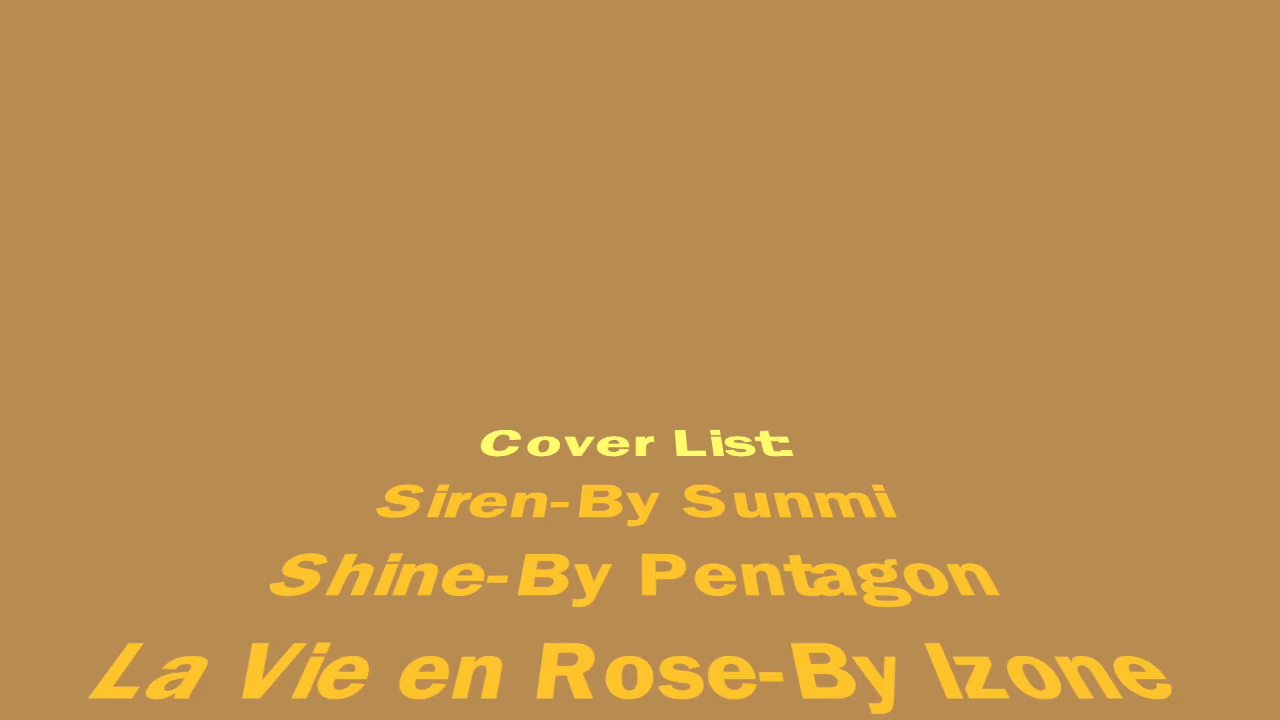 Cover List:
Siren-By Sunmi
Shine-By Pentagon
La Vie en Rose-By Izone